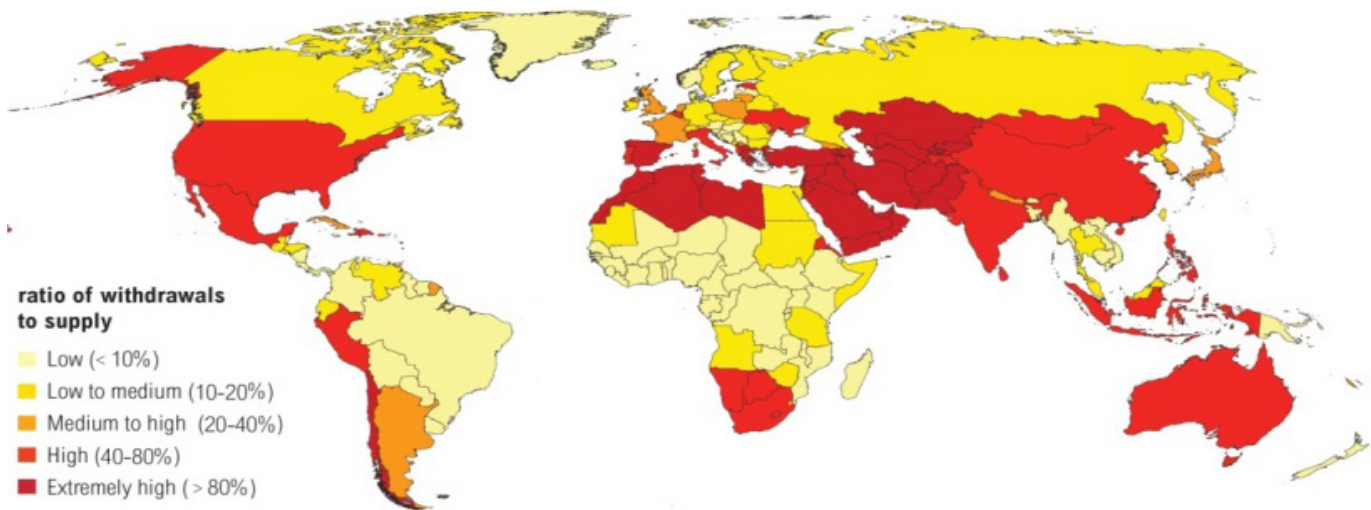 ratio of withdrawals
to supply
Low (< 10%)
Low to medium (10-20%)
Medium to high (20-40%)
High (40-80%)
Extremely high (> 80%)